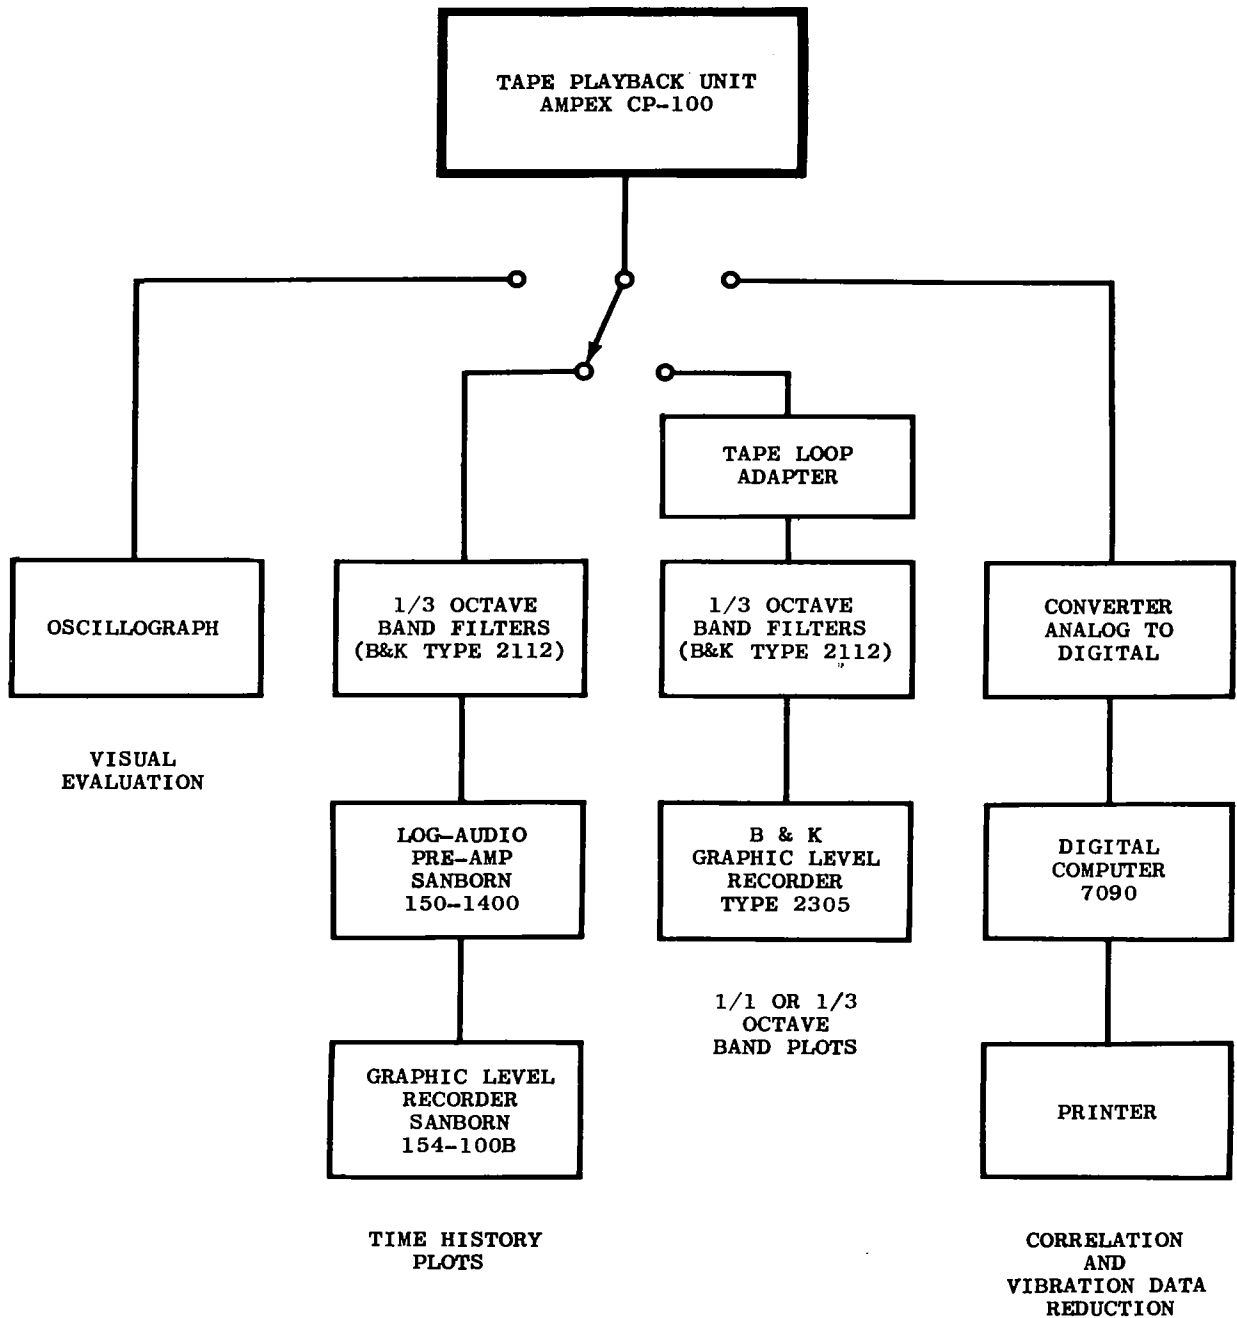 TAPE PLAYBACK UNIT
AMPEX CP-100
TAPE LOOP
ADAPTER
OSCILLOGRAPH
VISUAL
EVALUATION
1/3 OCTAVE
BAND FILTERS
(B&K TYPE 2112)
LOG-AUDIO
PRE-AMP
SANBORN
150-1400
GRAPHIC LEVEL
RECORDER
SANBORN
154-100B
TIME HISTORY
PLOTS
1/3 OCTAVE
BAND FILTERS
(B&K TYPE 2112)
B & K
GRAPHIC LEVEL
RECORDER
TYPE 2305
1/1 OR 1/3
OCTAVE
BAND PLOTS
CONVERTER
ANALOG TO
DIGITAL
DIGITAL
COMPUTER
7090
PRINTER
CORRELATION
AND
VIBRATION DATA
REDUCTION